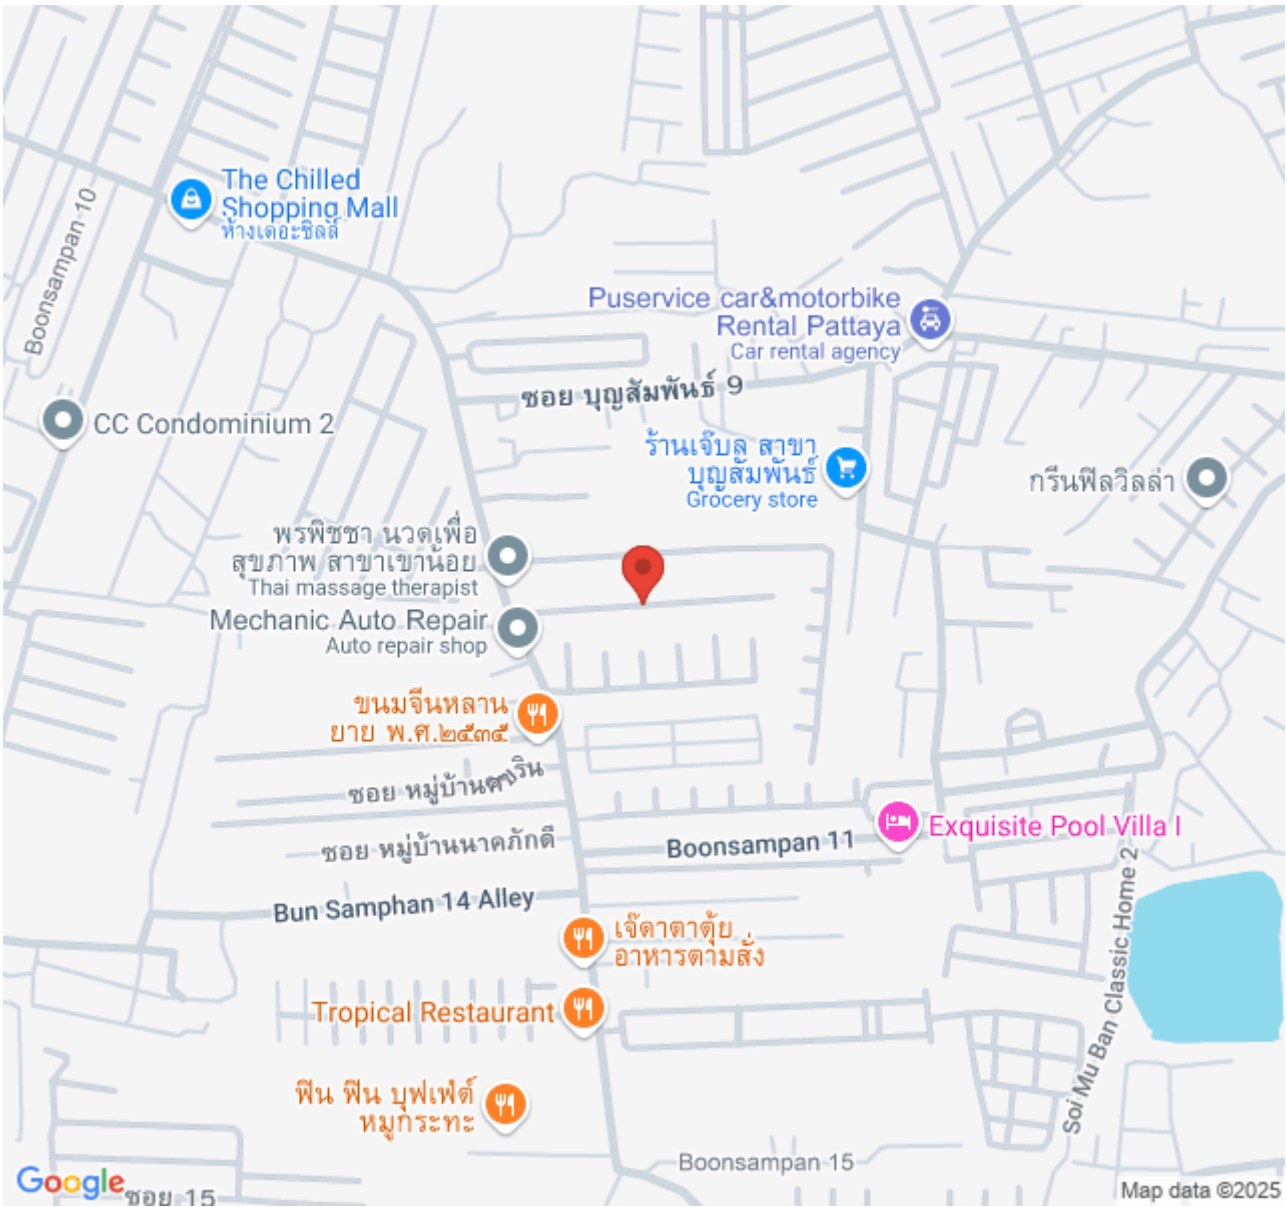 The Chilled
Shopping Mall
ห้างเดอะชิลล์
Boonsampan 10
Puservice car&motorbike
Rental Pattaya
Car rental agency
ซอย บุญสัมพันธ์ 9
CC Condominium 2
ร้านเจ๊บล สาขา
บุญสัมพันธ์
Grocery store
กรีนฟิลวิลล่า
พรพิชชา นวดเพื่อ
สุขภาพ สาขาเขาน้อย
Thai massage therapist
Mechanic Auto Repair
Auto repair shop
ขนมจีนหลาน
ยาย พ.ศ.๒๕๓๕
ซอย หมู่บ้าน
Exquisite Pool Villa I
ซอย หมู่บ้านนาคภักดี
Boonsampan 11
Bun Samphan 14 Alley
เจ๊ดาตาตุ้ย
อาหารตามสั่ง
Soi Mu Ban Classic Home 2
Tropical Restaurant
ฟิน ฟิน บุฟเฟ่ต์
หมูกระทะ
Boonsampan 15
Google
ซอย 15
Map data ©2025